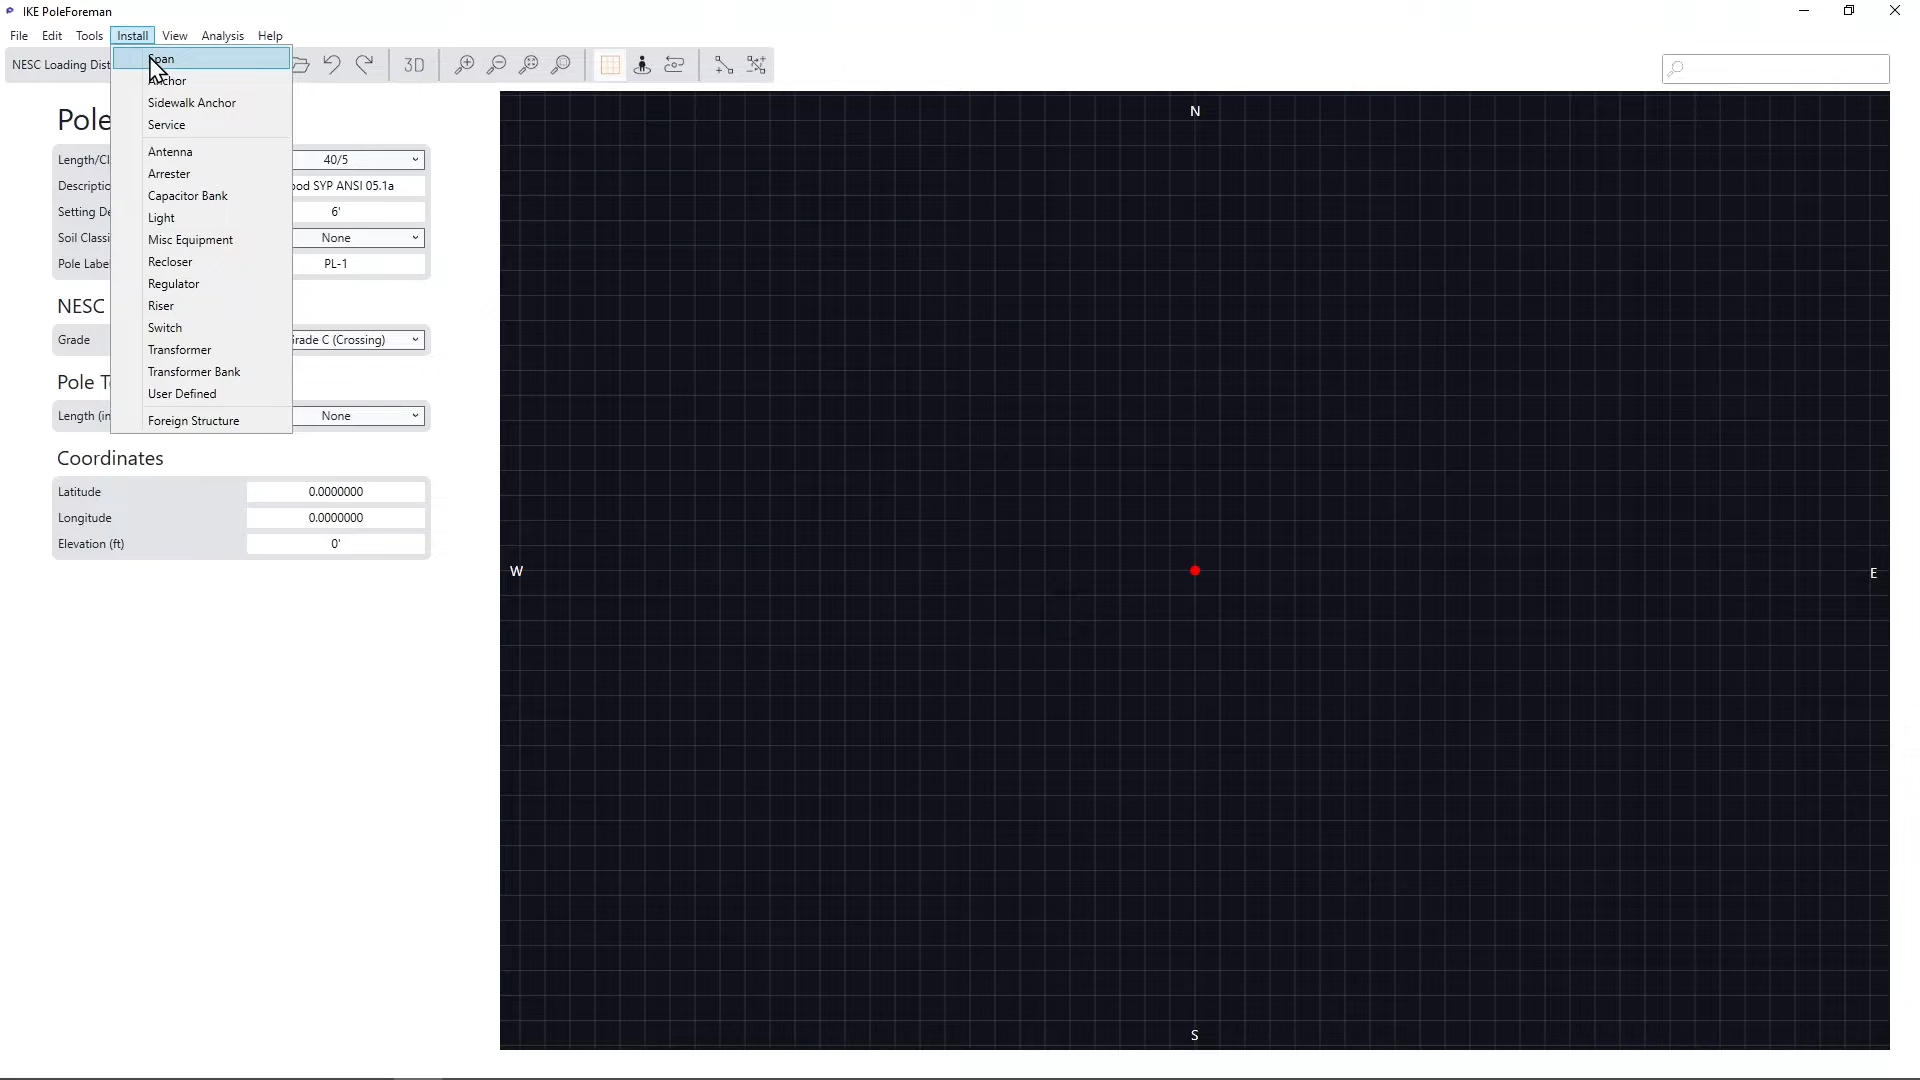 IKE PoleForeman
File Edit Tools Install View Analysis Help
NESC Loading Dist
3D
Span
Anchor
Sidewalk Anchor
Service
Antenna
Arrester
Capacitor Bank
Light
Misc Equipment
Recloser
Regulator
Riser
Switch
Transformer
Transformer Bank
User Defined
Foreign Structure
Pole
Length/Cl 40/5
Descriptio ood SYP ANSI 05.1a
Setting De 6'
Soil Classi None
Pole Labe PL-1
NESC
Grade Grade C (Crossing)
Pole T
Length (in None
Coordinates
Latitude 0.0000000
Longitude 0.0000000
Elevation (ft) 0'
N
W
E
S